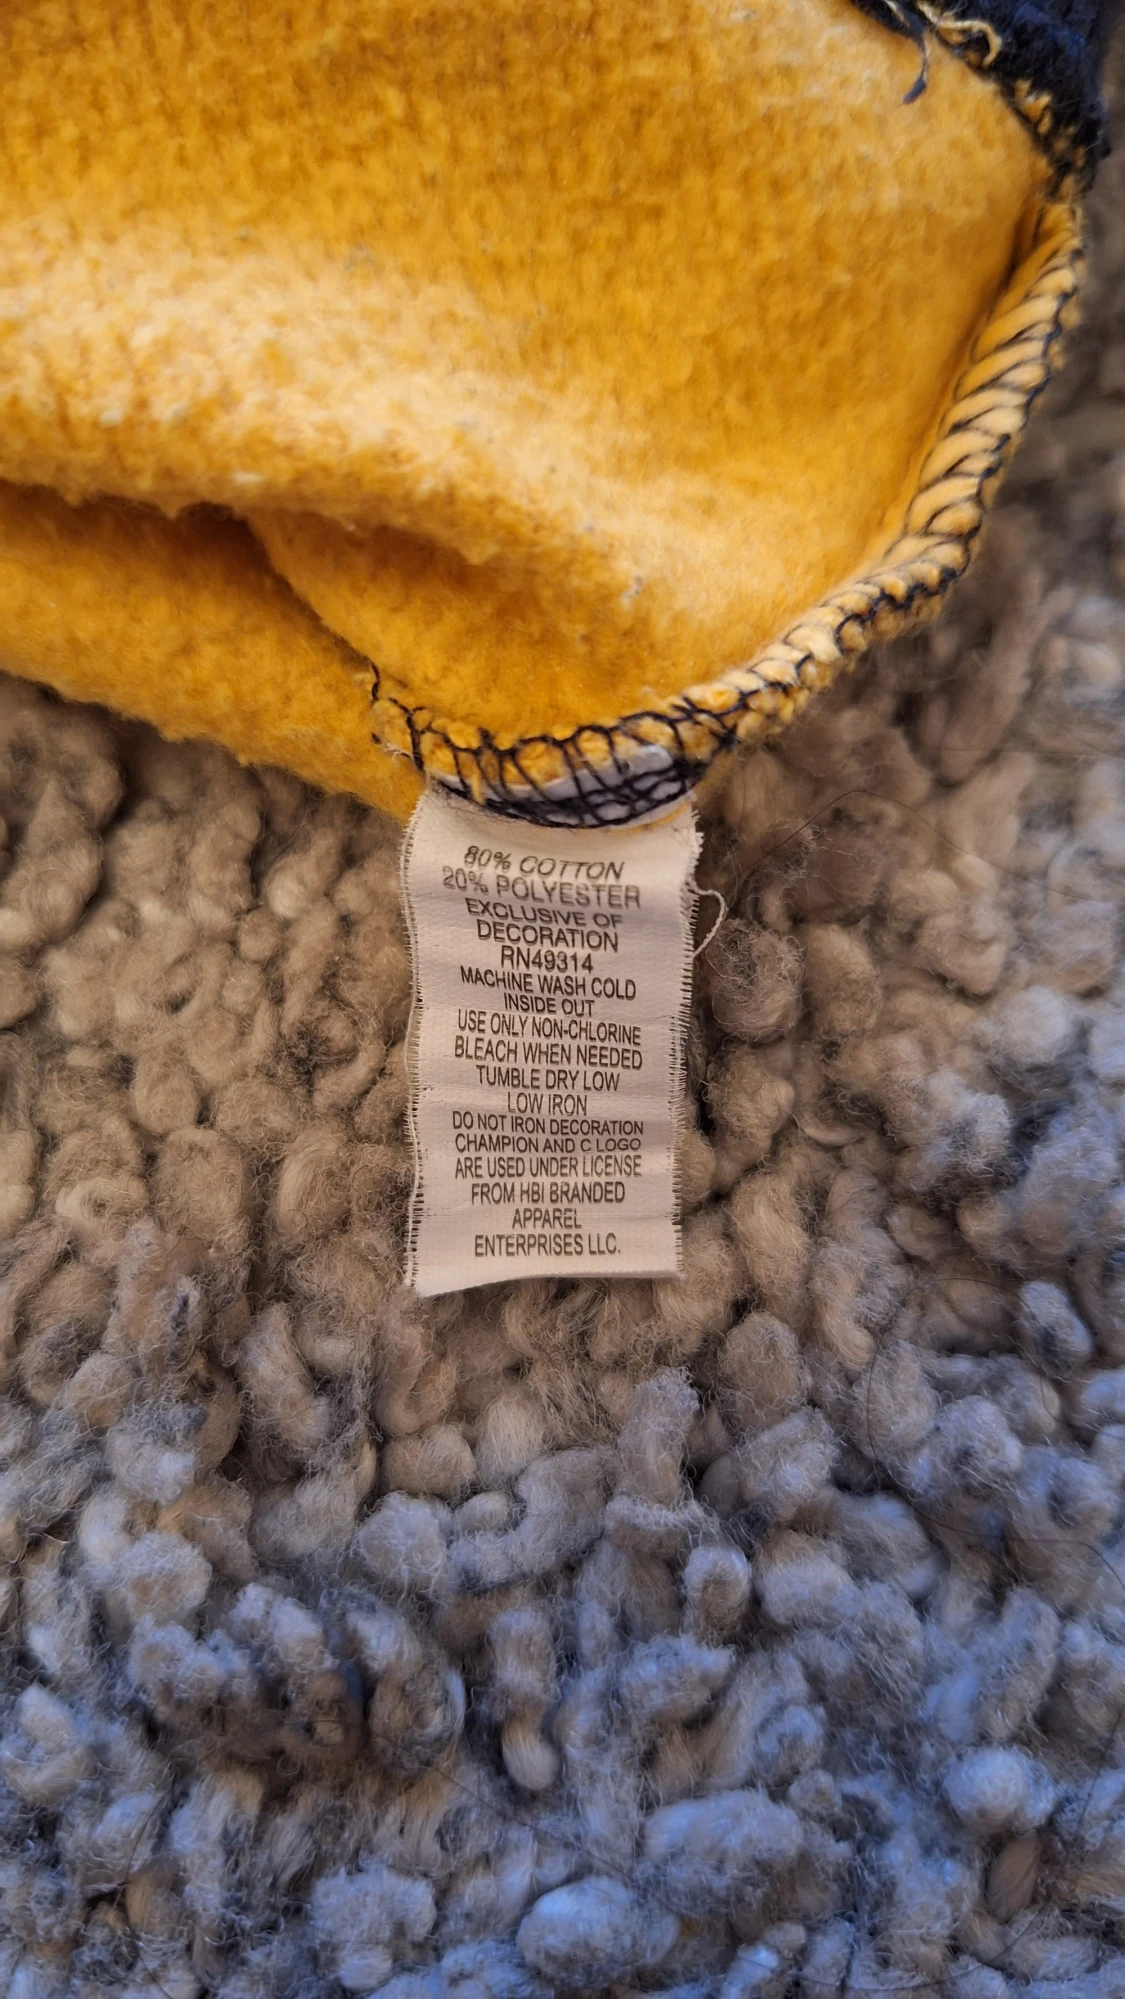 80% COTTON
20% POLYESTER
EXCLUSIVE OF
DECORATION
RN49314
MACHINE WASH COLD
INSIDE OUT
USE ONLY NON-CHLORINE
BLEACH WHEN NEEDED
TUMBLE DRY LOW
LOW IRON
DO NOT IRON DECORATION
CHAMPION AND C LOGO
ARE USED UNDER LICENSE
FROM HBI BRANDED
APPAREL
ENTERPRISES LLC.